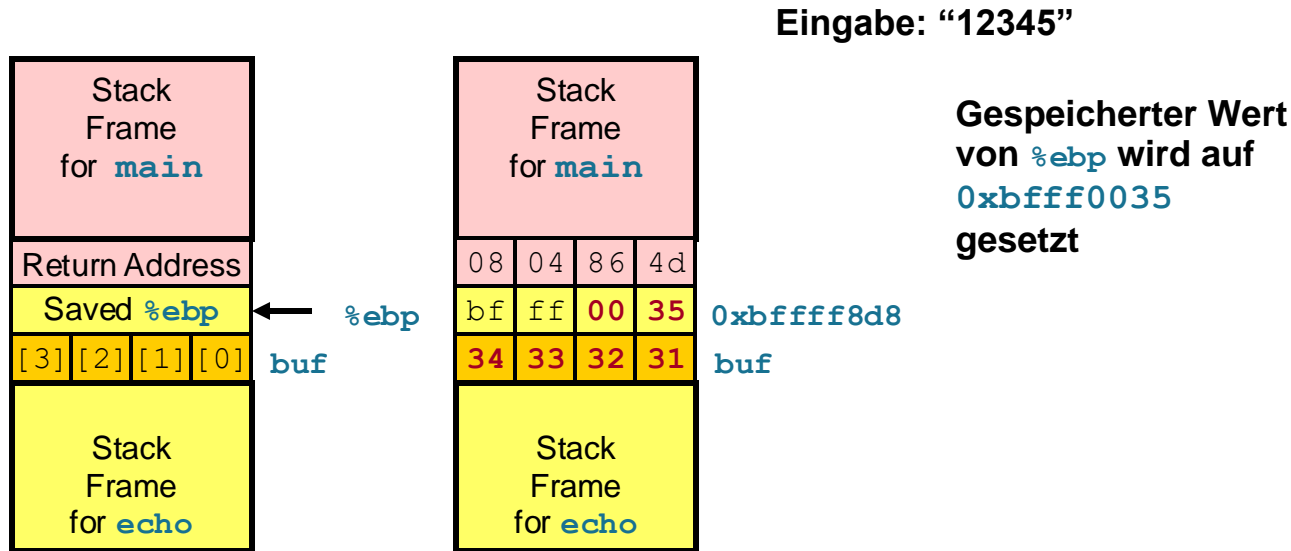 Eingabe: “12345”
Stack
Frame
for main
Return Address
Saved %ebp
%ebp
[3] [2] [1] [0]
buf
Stack
Frame
for echo
Stack
Frame
for main
08 04 86 4d
bf ff 00 35
0xbffff8d8
34 33 32 31
buf
Stack
Frame
for echo
Gespeicherter Wert
von %ebp wird auf
0xbfff0035
gesetzt